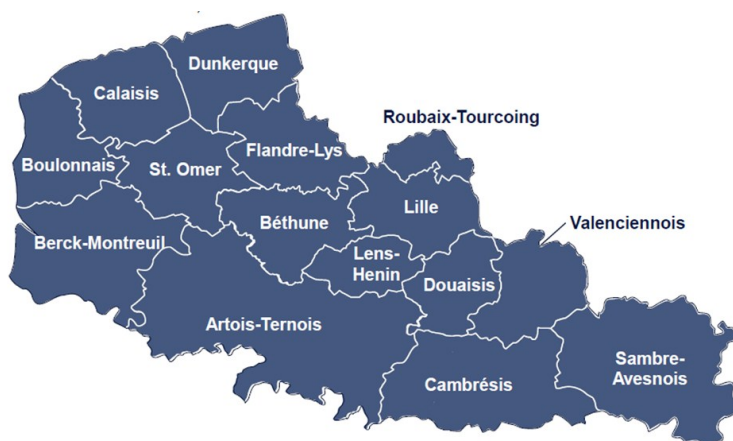 Dunkerque
Calaisis
Roubaix-Tourcoing
Flandre-Lys
Boulonnais
St. Omer
Lille
Béthune
Valenciennois
Berck-Montreuil
Lens-
Henin
Douaisis
Artois-Ternois
Sambre-
Avesnois
Cambrésis